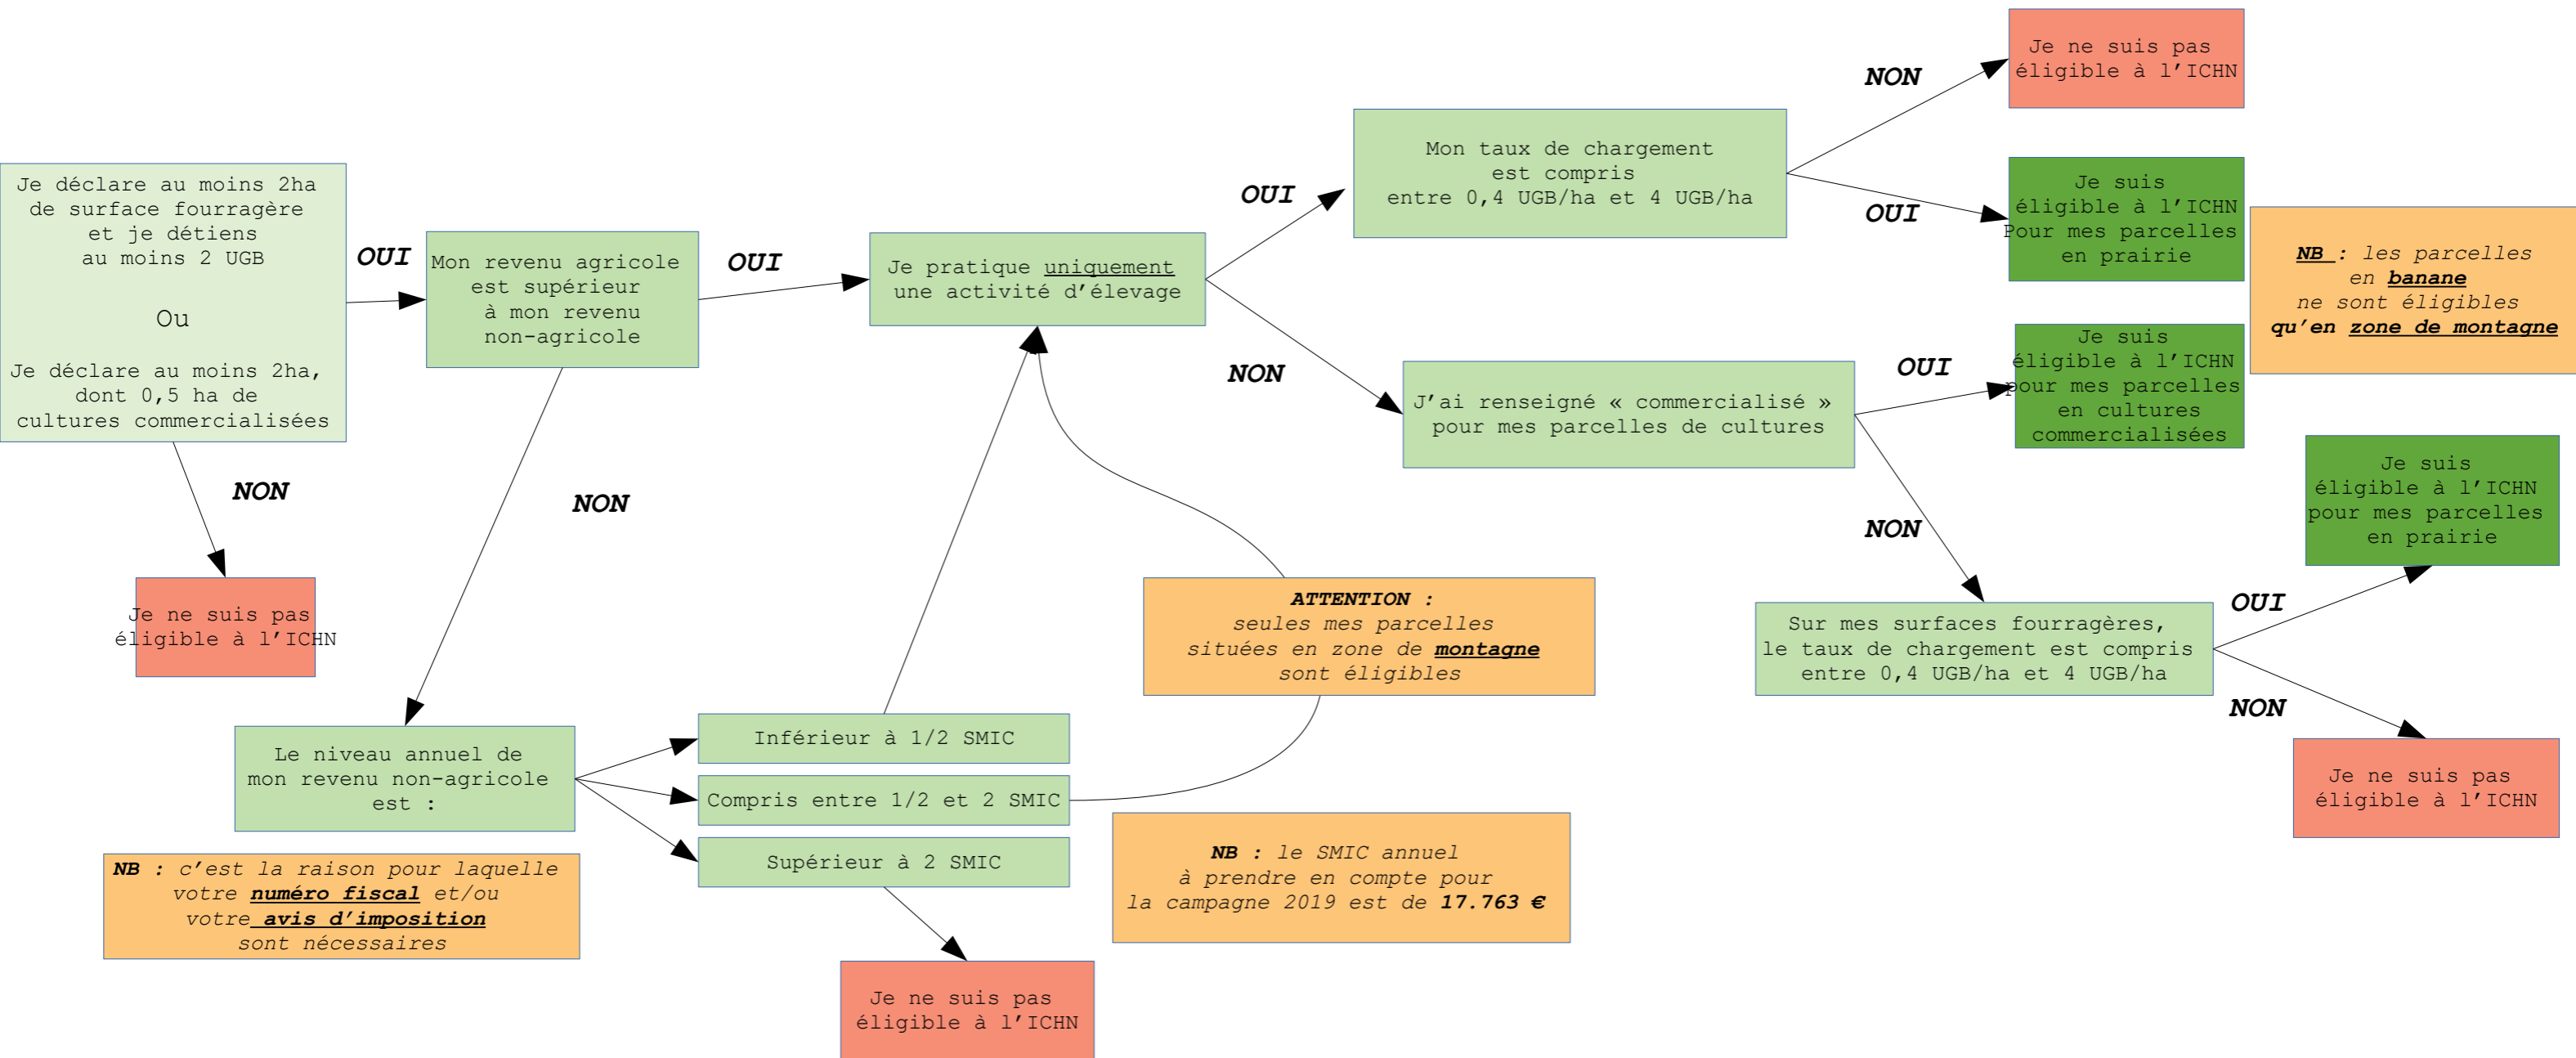 Je déclare au moins 2ha
de surface fourragère
et je détiens
au moins 2 UGB
Ou
Je déclare au moins 2ha,
dont 0,5 ha de
cultures commercialisées
OUI
NON
Je ne suis pas
éligible à l'ICHN
Mon revenu agricole
est supérieur
à mon revenu
non-agricole
OUI
NON
Le niveau annuel de
mon revenu non-agricole
est :
NB : c'est la raison pour laquelle
votre numéro fiscal et/ou
votre avis d'imposition
sont nécessaires
Inférieur à 1/2 SMIC
Compris entre 1/2 et 2 SMIC
Supérieur à 2 SMIC
Je ne suis pas
éligible à l'ICHN
ATTENTION :
seules mes parcelles
situées en zone de montagne
sont éligibles
NB : le SMIC annuel
à prendre en compte pour
la campagne 2019 est de 17.763 €
Je pratique uniquement
une activité d'élevage
OUI
NON
Mon taux de chargement
est compris
entre 0,4 UGB/ha et 4 UGB/ha
NON
Je ne suis pas
éligible à l'ICHN
OUI
Je suis
éligible à l'ICHN
Pour mes parcelles
en prairie
NB : les parcelles
en banane
ne sont éligibles
qu'en zone de montagne
J'ai renseigné « commercialisé »
pour mes parcelles de cultures
OUI
Je suis
éligible à l'ICHN
pour mes parcelles
en cultures
commercialisées
NON
Sur mes surfaces fourragères,
le taux de chargement est compris
entre 0,4 UGB/ha et 4 UGB/ha
OUI
Je suis
éligible à l'ICHN
pour mes parcelles
en prairie
NON
Je ne suis pas
éligible à l'ICHN